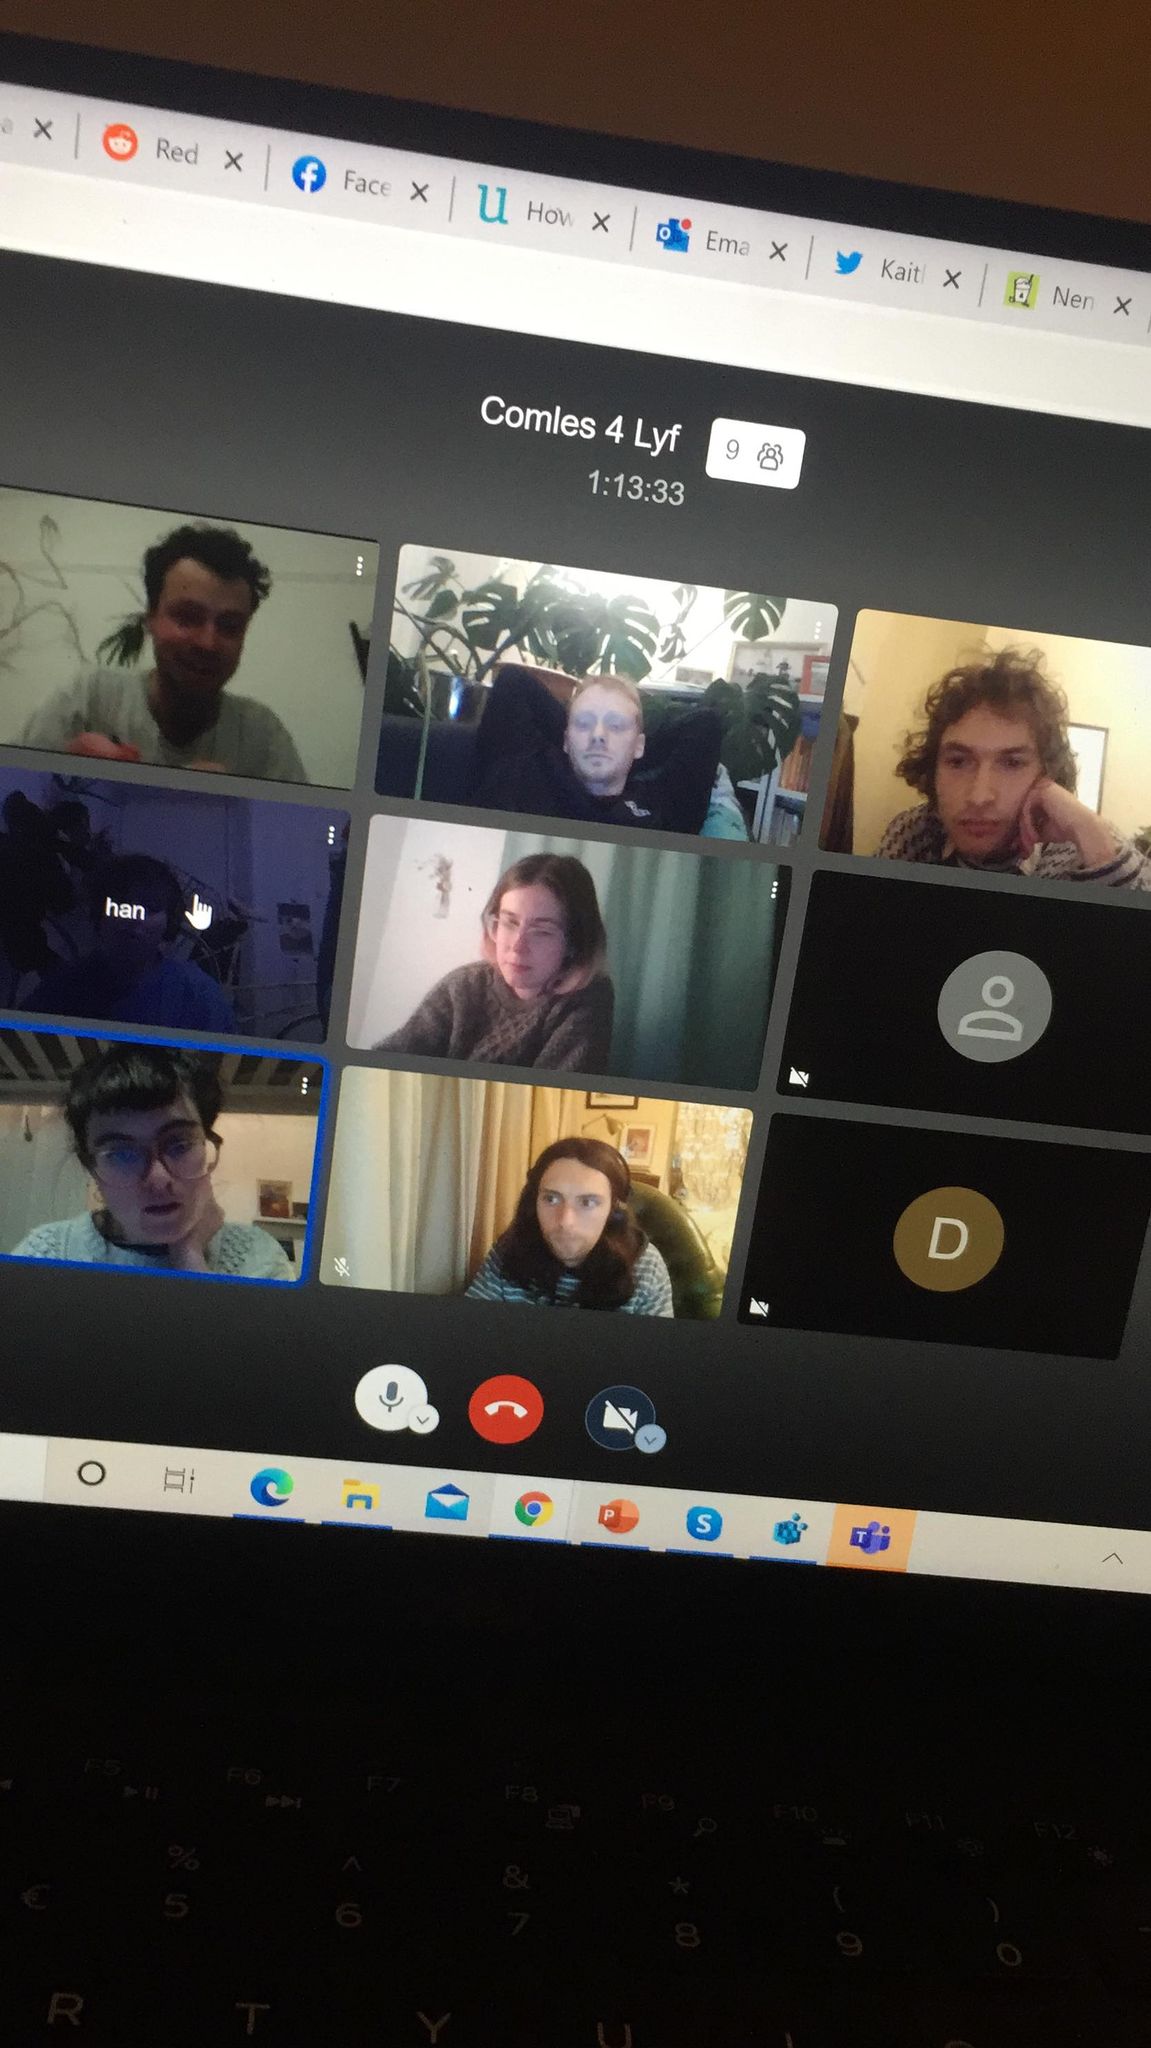 Red
Face
How
Ema
Kaitl
Nen
Comles 4 Lyf
9
1:13:33
han
D
F5
F6
F7
F8
F9
F10
F11
F12
% ^ & * ( )
€ 5 6 7 8 9 0
R T Y U